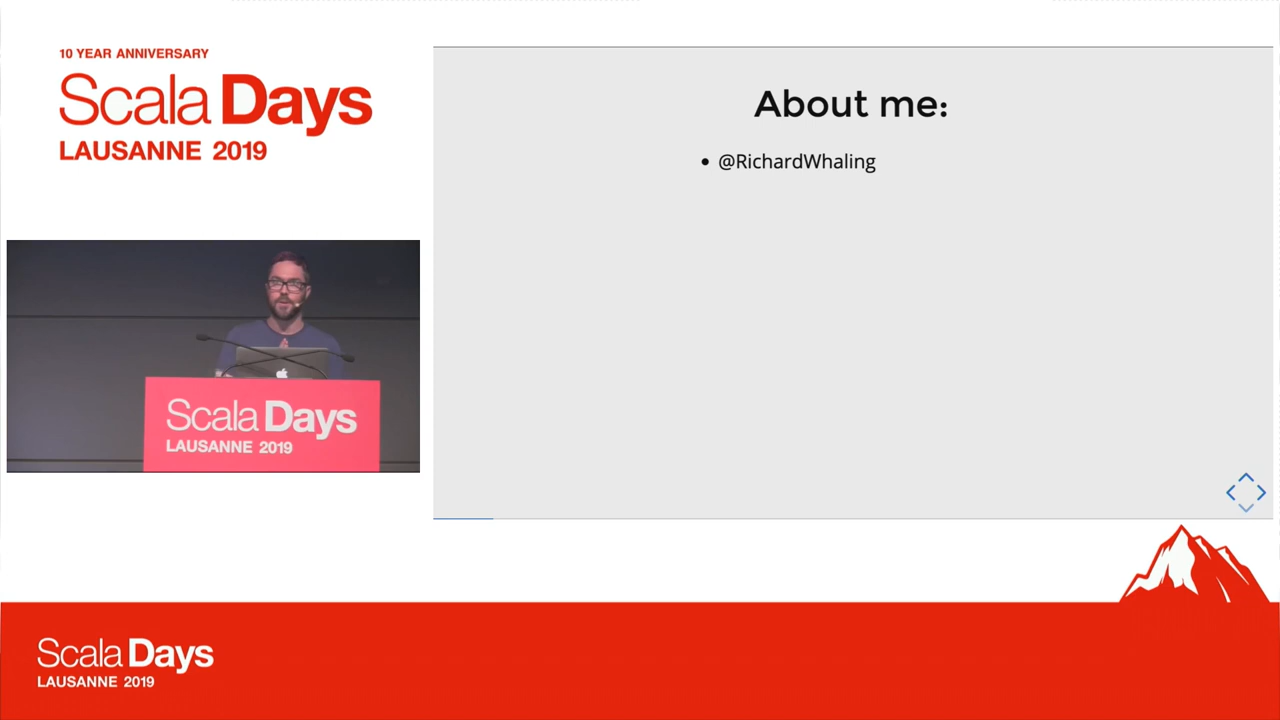 10 YEAR ANNIVERSARY
Scala Days
LAUSANNE 2019
About me:
• @RichardWhaling
Scala Days
LAUSANNE 2019
Scala Days
LAUSANNE 2019